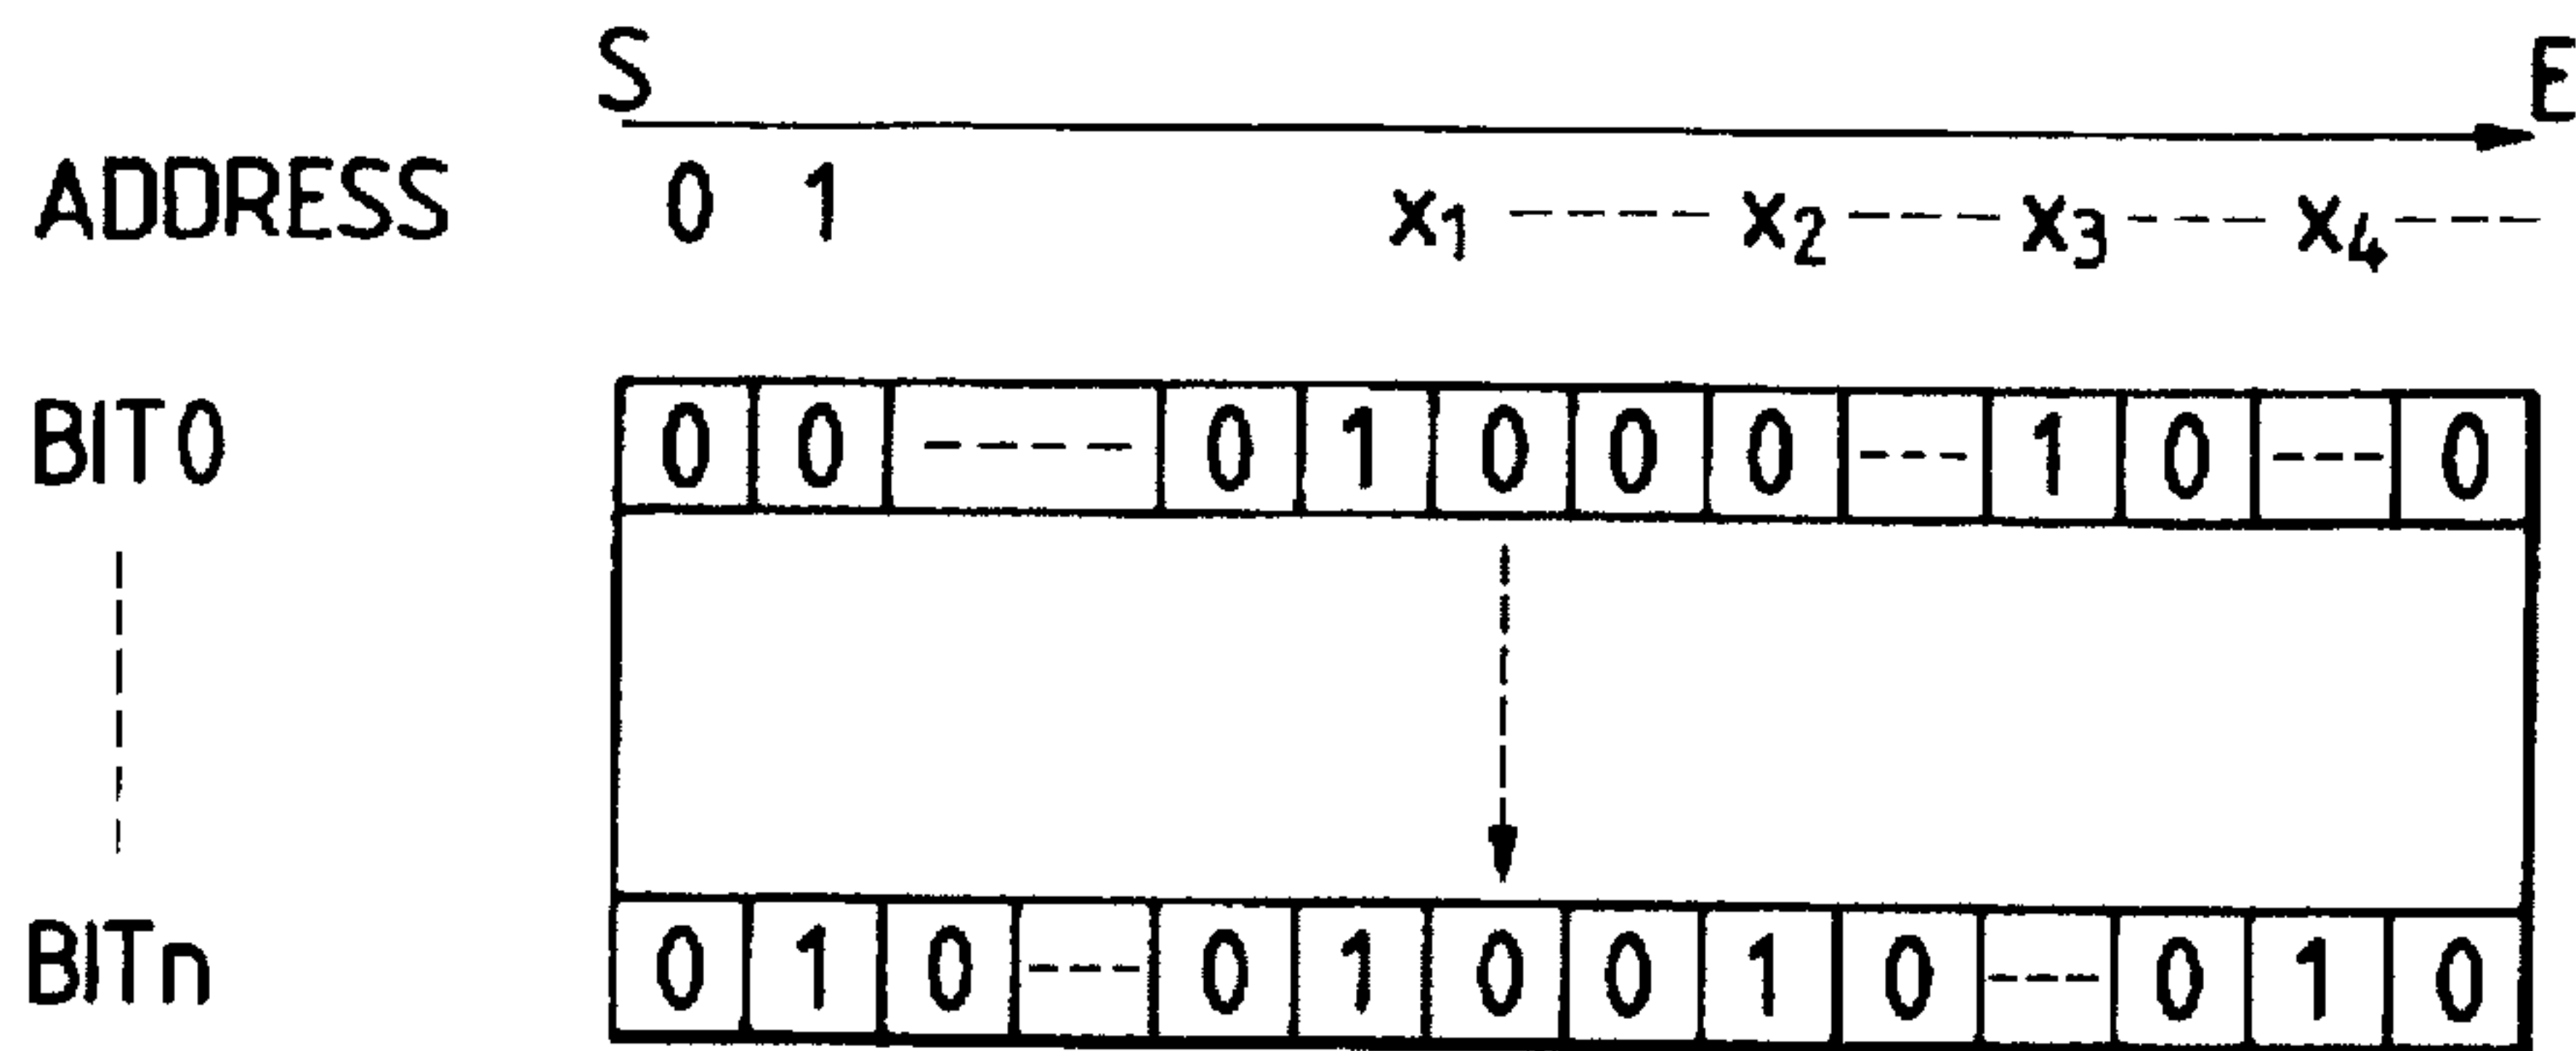 S E
ADDRESS 0 1 x₁ ----- x₂ ---- x₃ ---- x₄ ----
BIT0 0 0 ---- 0 1 0 0 0 --- 1 0 --- 0
BITn 0 1 0 --- 0 1 0 0 1 0 --- 0 1 0